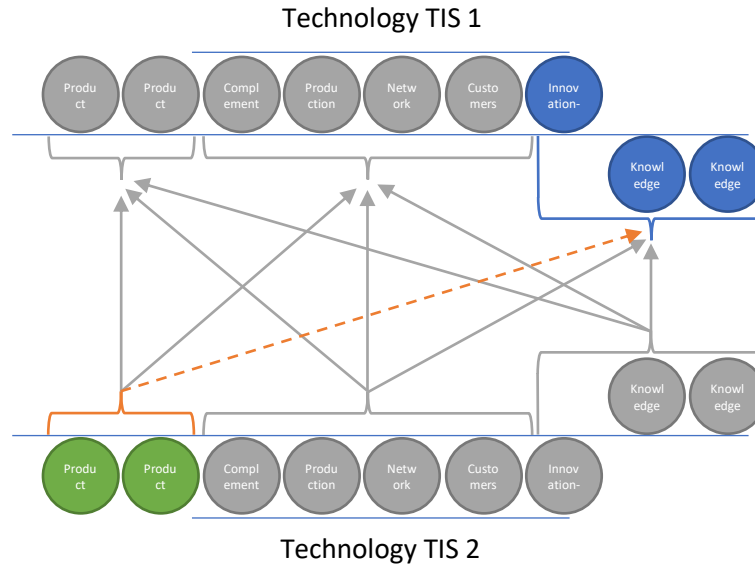 Technology TIS 1
Produ
ct
Produ
ct
Compl
ement
Production
Netw
ork
Custo
mers
Innov
ation-
Knowl
edge
Knowl
edge
Knowl
edge
Knowl
edge
Produ
ct
Produ
ct
Compl
ement
Produ
ction
Netw
ork
Custo
mers
Innov
ation-
Technology TIS 2